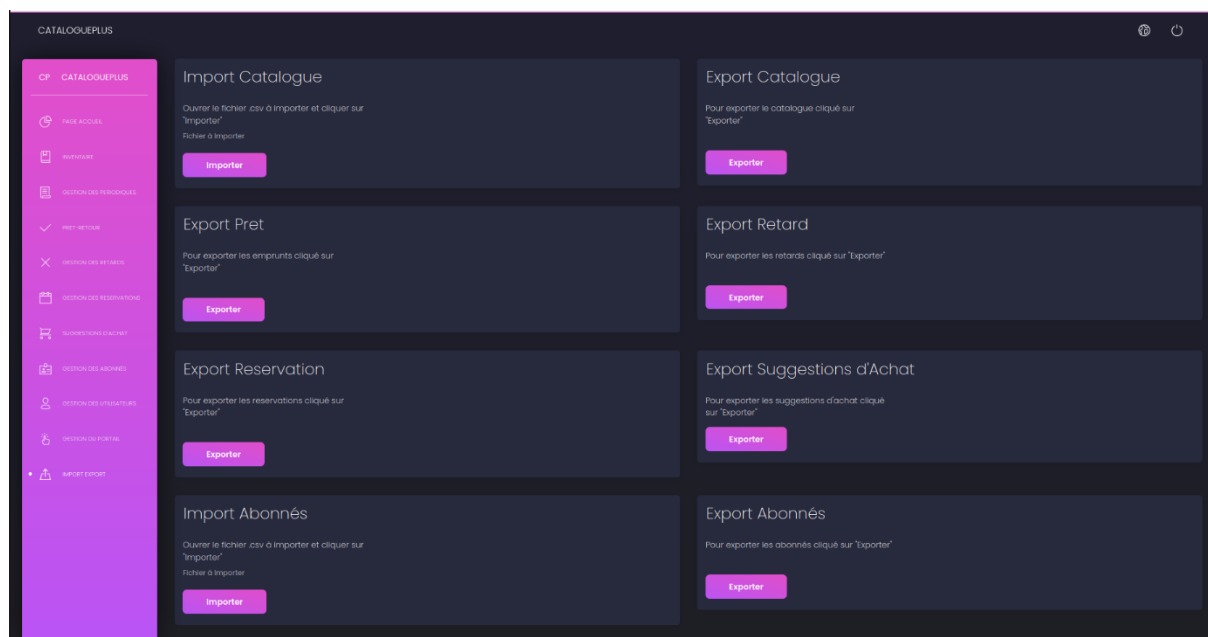 CATALOGUEPLUS
CP CATALOGUEPLUS
PAGE ACCUEIL
INVENTAIRE
GESTION DES PERIODIQUES
PRET-RETOUR
GESTION DES RETARDS
GESTION DES RESERVATIONS
SUGGESTIONS D'ACHAT
GESTION DES ABONNÉS
GESTION DES UTILISATEURS
GESTION DU PORTAIL
IMPORT EXPORT
Import Catalogue
Ouvrer le fichier .csv à importer et cliquer sur
"Importer"
Fichier à Importer
Importer
Export Catalogue
Pour exporter le catalogue cliqué sur
"Exporter"
Exporter
Export Pret
Pour exporter les emprunts cliqué sur
"Exporter"
Exporter
Export Retard
Pour exporter les retards cliqué sur "Exporter"
Exporter
Export Reservation
Pour exporter les reservations cliqué sur
"Exporter"
Exporter
Export Suggestions d'Achat
Pour exporter les suggestions d'achat cliqué
sur "Exporter"
Exporter
Import Abonnés
Ouvrer le fichier .csv à importer et cliquer sur
"Importer"
Fichier à Importer
Importer
Export Abonnés
Pour exporter les abonnés cliqué sur "Exporter"
Exporter